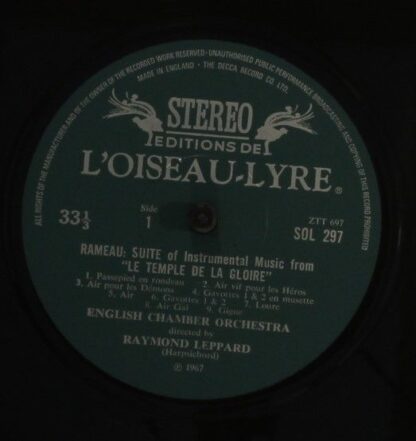 ALL RIGHTS OF THE MANUFACTURER AND OF THE OWNER OF THE RECORDED WORK RESERVED · UNAUTHORISED PUBLIC PERFORMANCE BROADCASTING AND COPYING OF THIS RECORD PROHIBITED
MADE IN ENGLAND · THE DECCA RECORD CO. LTD.
STEREO
EDITIONS DE
L'OISEAU-LYRE ®
33 1/3
Side
1
ZTT 697
SOL 297
RAMEAU: SUITE of Instrumental Music from
"LE TEMPLE DE LA GLOIRE"
1. Passepied en rondeau 2. Air vif pour les Héros
3. Air pour les Démons 4. Gavottes 1 & 2 en musette
5. Air 6. Gavottes 1 & 2 7. Loure
8. Air Gai 9. Gigue
ENGLISH CHAMBER ORCHESTRA
directed by
RAYMOND LEPPARD
(Harpsichord)
℗ 1967